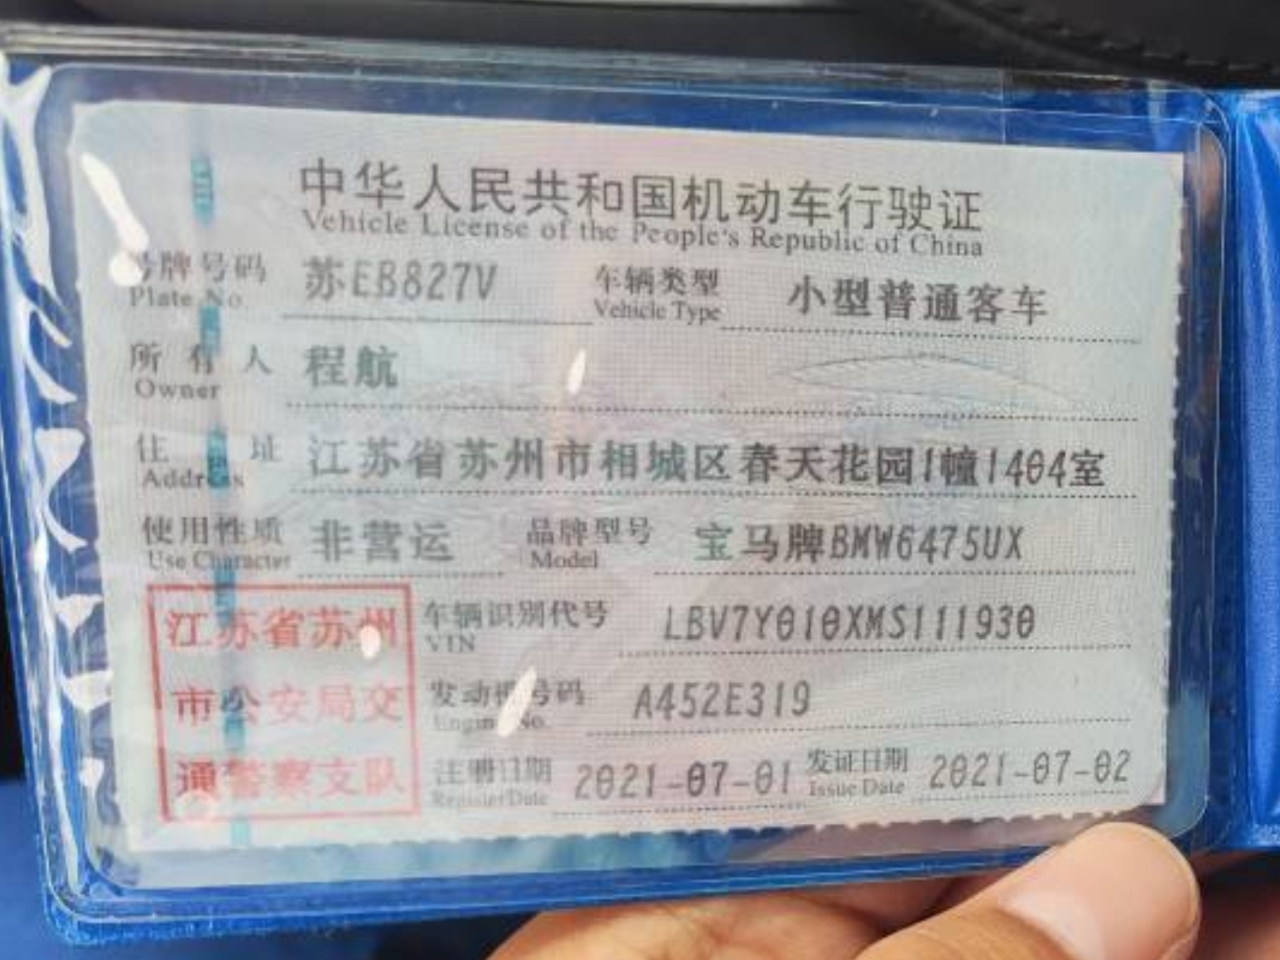 中华人民共和国机动车行驶证
Vehicle License of the People's Republic of China
号牌号码 苏EB827V 车辆类型 小型普通客车
Plate No. Vehicle Type
所有人 程航
Owner
住址 江苏省苏州市相城区春天花园1幢1404室
Address
使用性质 非营运 品牌型号 宝马牌BMW6475UX
Use Character Model
江苏省苏州
市公安局交
通警察支队
车辆识别代号 LBV7Y010XMS111930
VIN
发动机号码 A452E319
Engine No.
注册日期 2021-07-01 发证日期 2021-07-02
Register Date Issue Date